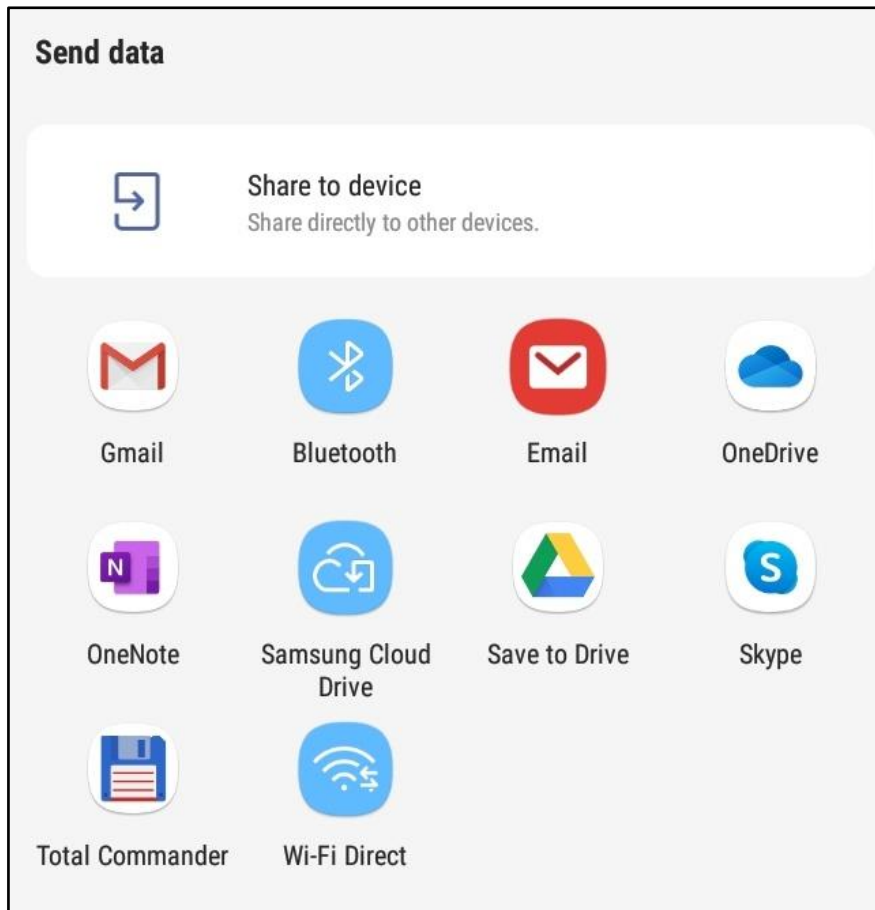 Send data
Share to device
Share directly to other devices.
Gmail
Bluetooth
Email
OneDrive
N
S
OneNote
Samsung Cloud
Drive
Save to Drive
Skype
Total Commander
Wi-Fi Direct